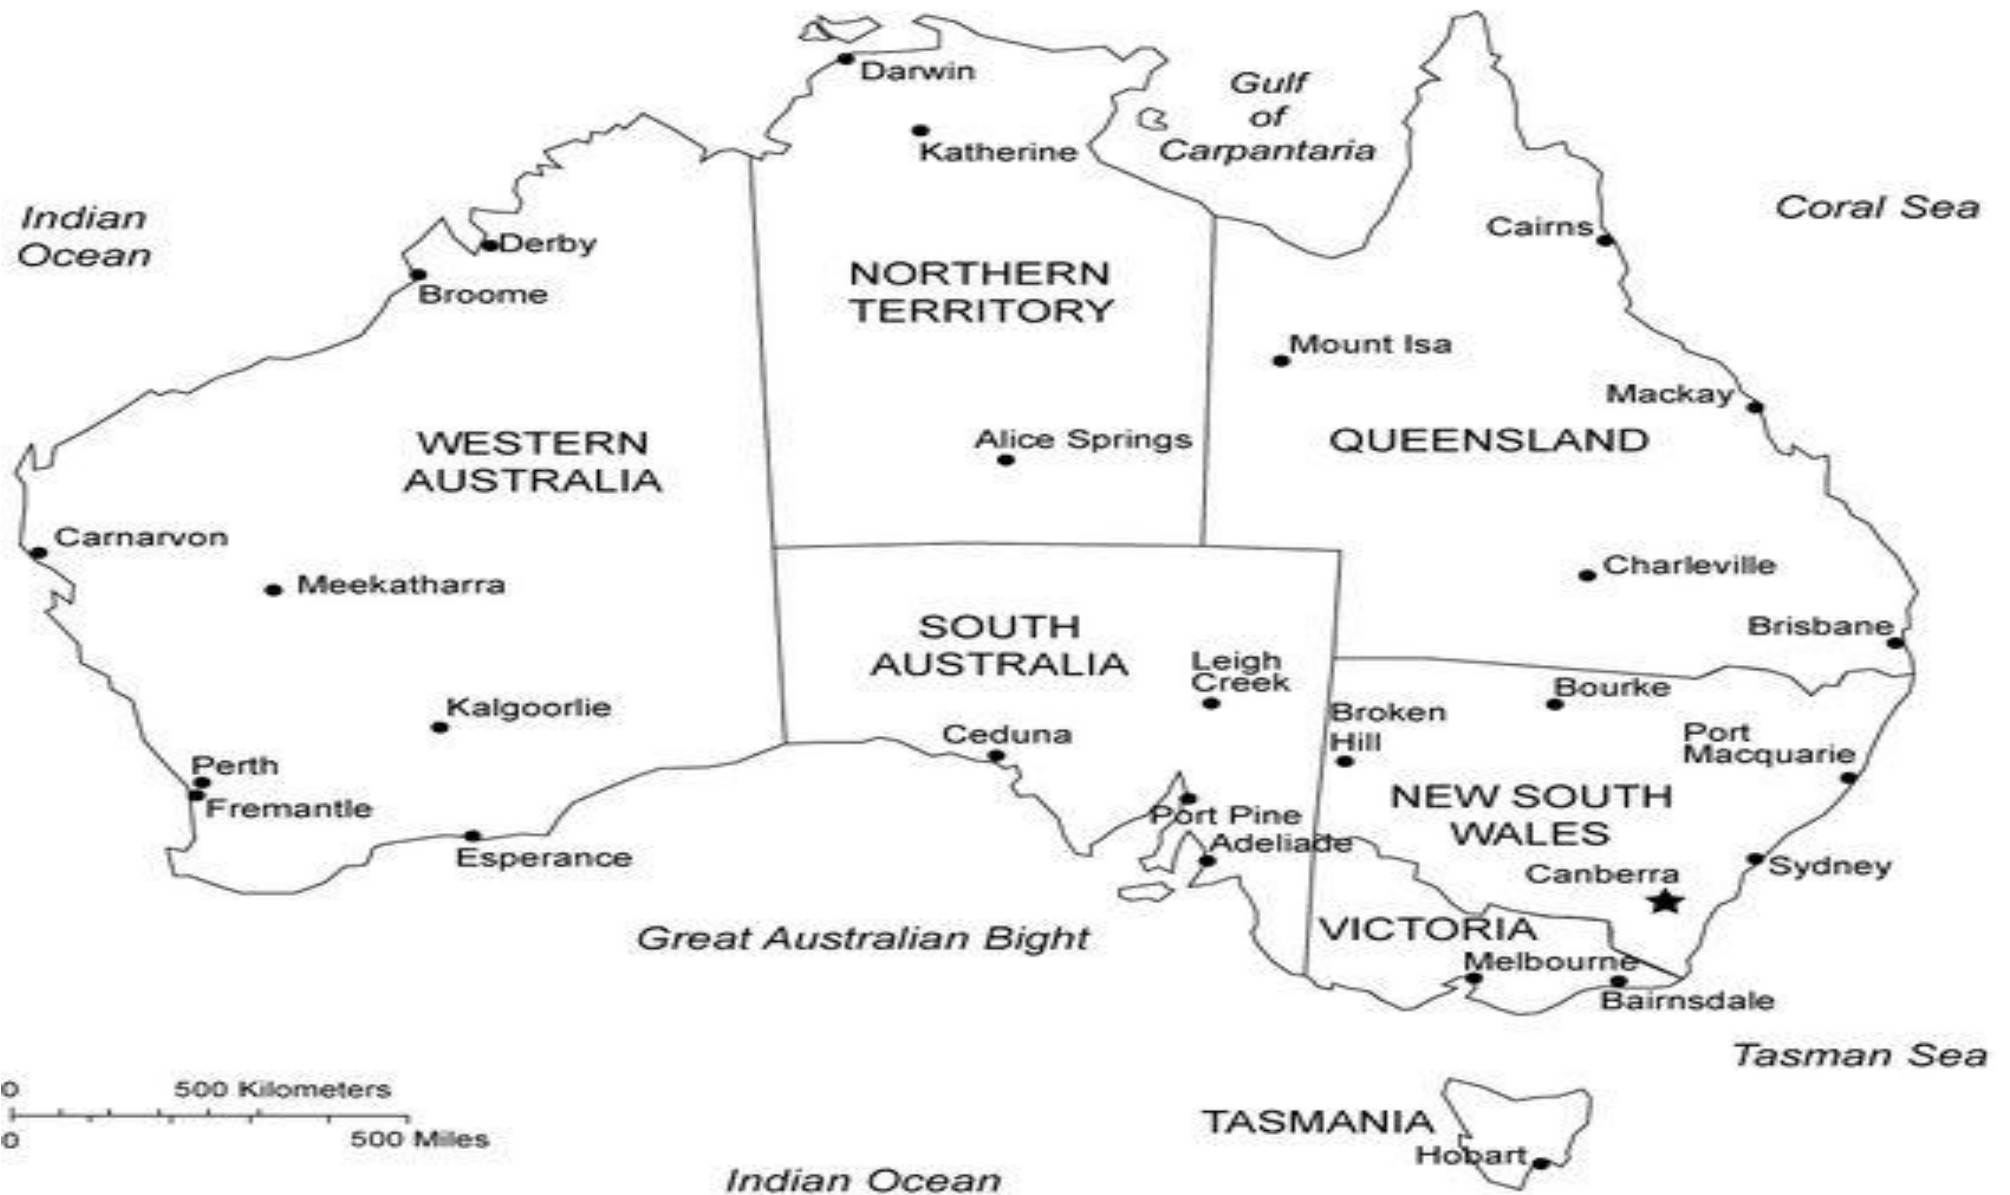 Darwin
Gulf
of
Carpantaria
Katherine
Indian
Ocean
Coral Sea
Cairns
Derby
Broome
NORTHERN
TERRITORY
Mount Isa
Mackay
WESTERN
AUSTRALIA
Alice Springs
QUEENSLAND
Carnarvon
Meekatharra
Charleville
SOUTH
AUSTRALIA
Brisbane
Leigh
Creek
Bourke
Kalgoorlie
Broken
Hill
Ceduna
Port
Macquarie
Perth
Fremantle
NEW SOUTH
WALES
Port Pine
Adeliade
Esperance
Canberra
Sydney
Great Australian Bight
VICTORIA
Melbourne
Bairnsdale
Tasman Sea
0 500 Kilometers
0 500 Miles
TASMANIA
Hobart
Indian Ocean